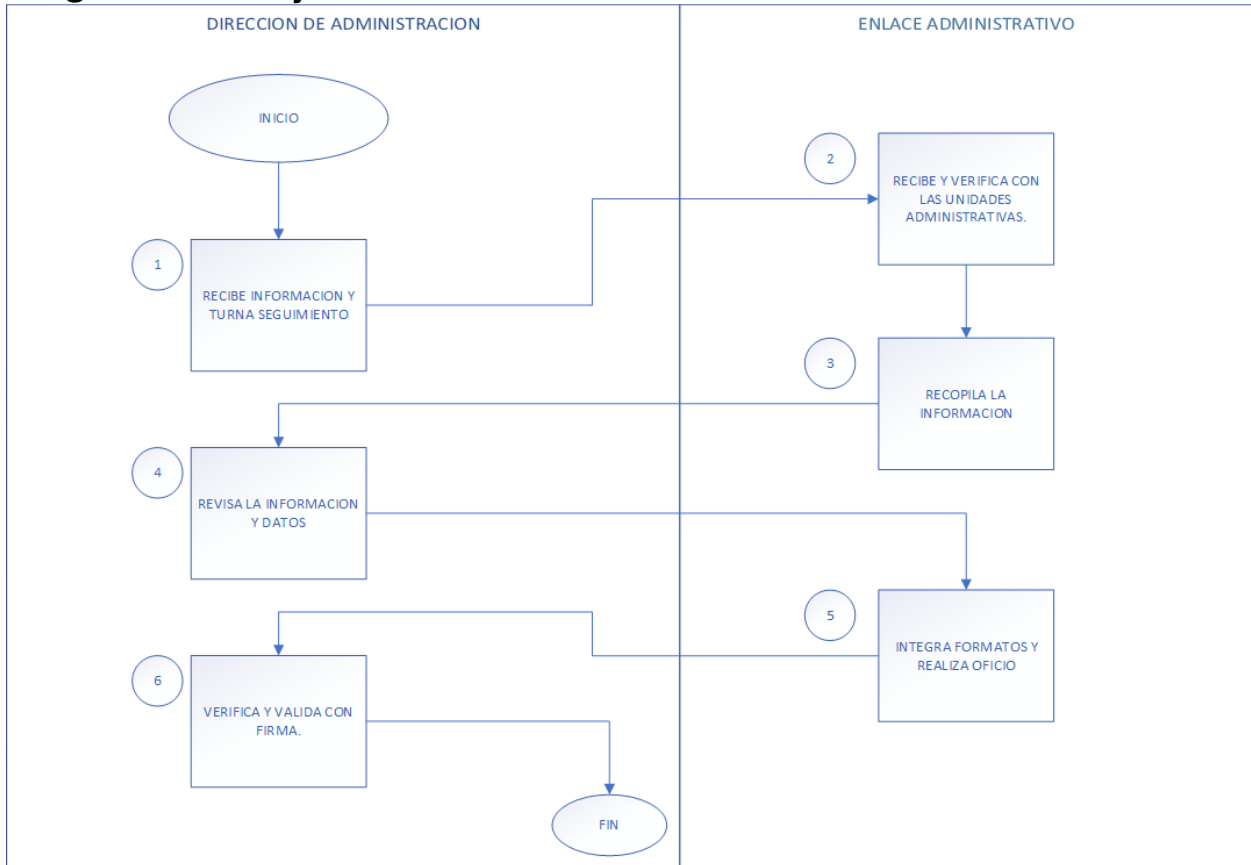 DIRECCION DE ADMINISTRACION
ENLACE ADMINISTRATIVO
INICIO
1
RECIBE INFORMACION Y
TURNA SEGUIMIENTO
2
RECIBE Y VERIFICA CON
LAS UNIDADES
ADMINISTRATIVAS.
3
RECOPILA LA
INFORMACION
4
REVISA LA INFORMACION
Y DATOS
5
INTEGRA FORMATOS Y
REALIZA OFICIO
6
VERIFICA Y VALIDA CON
FIRMA.
FIN